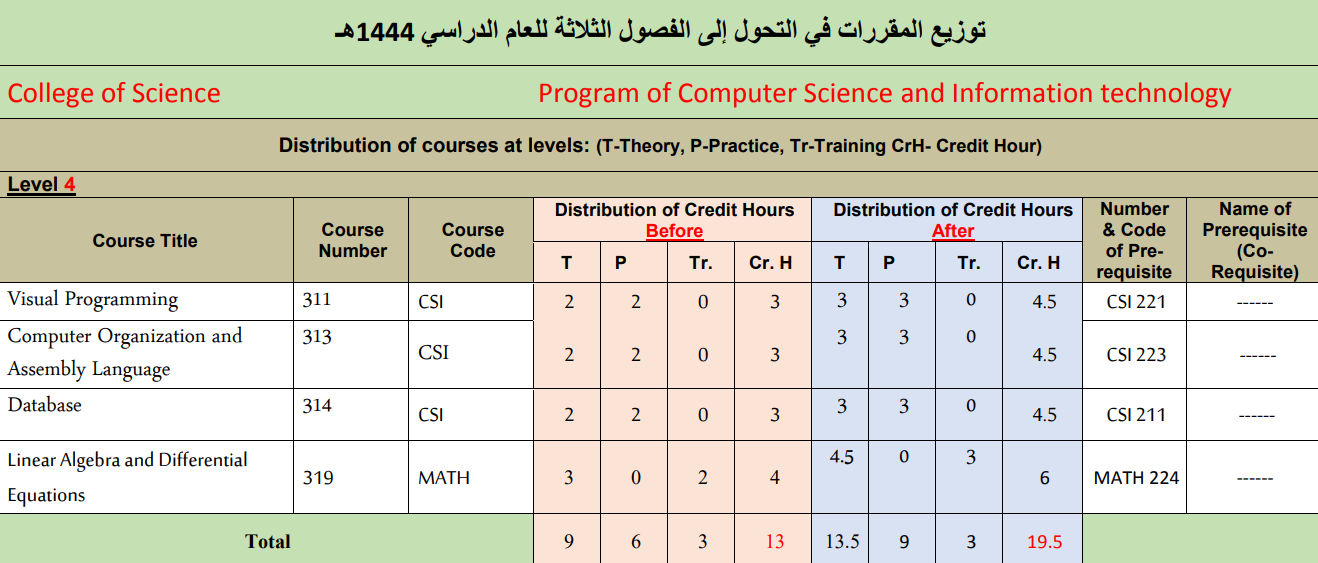 توزيع المقررات في التحول إلى الفصول الثلاثة للعام الدراسي 1444هـ
College of Science Program of Computer Science and Information technology
Distribution of courses at levels: (T-Theory, P-Practice, Tr-Training CrH- Credit Hour)
Level 4
Course Title
Course
Number
Course
Code
Distribution of Credit Hours
Before
Distribution of Credit Hours
After
Number
& Code
of Pre-
requisite
Name of
Prerequisite
(Co-
Requisite)
T P Tr. Cr. H T P Tr. Cr. H
Visual Programming 311 CSI 2 2 0 3 3 3 0 4.5 CSI 221 ------
Computer Organization and
Assembly Language
313 CSI 2 2 0 3 3 3 0 4.5 CSI 223 ------
Database 314 CSI 2 2 0 3 3 3 0 4.5 CSI 211 ------
Linear Algebra and Differential
Equations
319 MATH 3 0 2 4 4.5 0 3 6 MATH 224 ------
Total 9 6 3 13 13.5 9 3 19.5